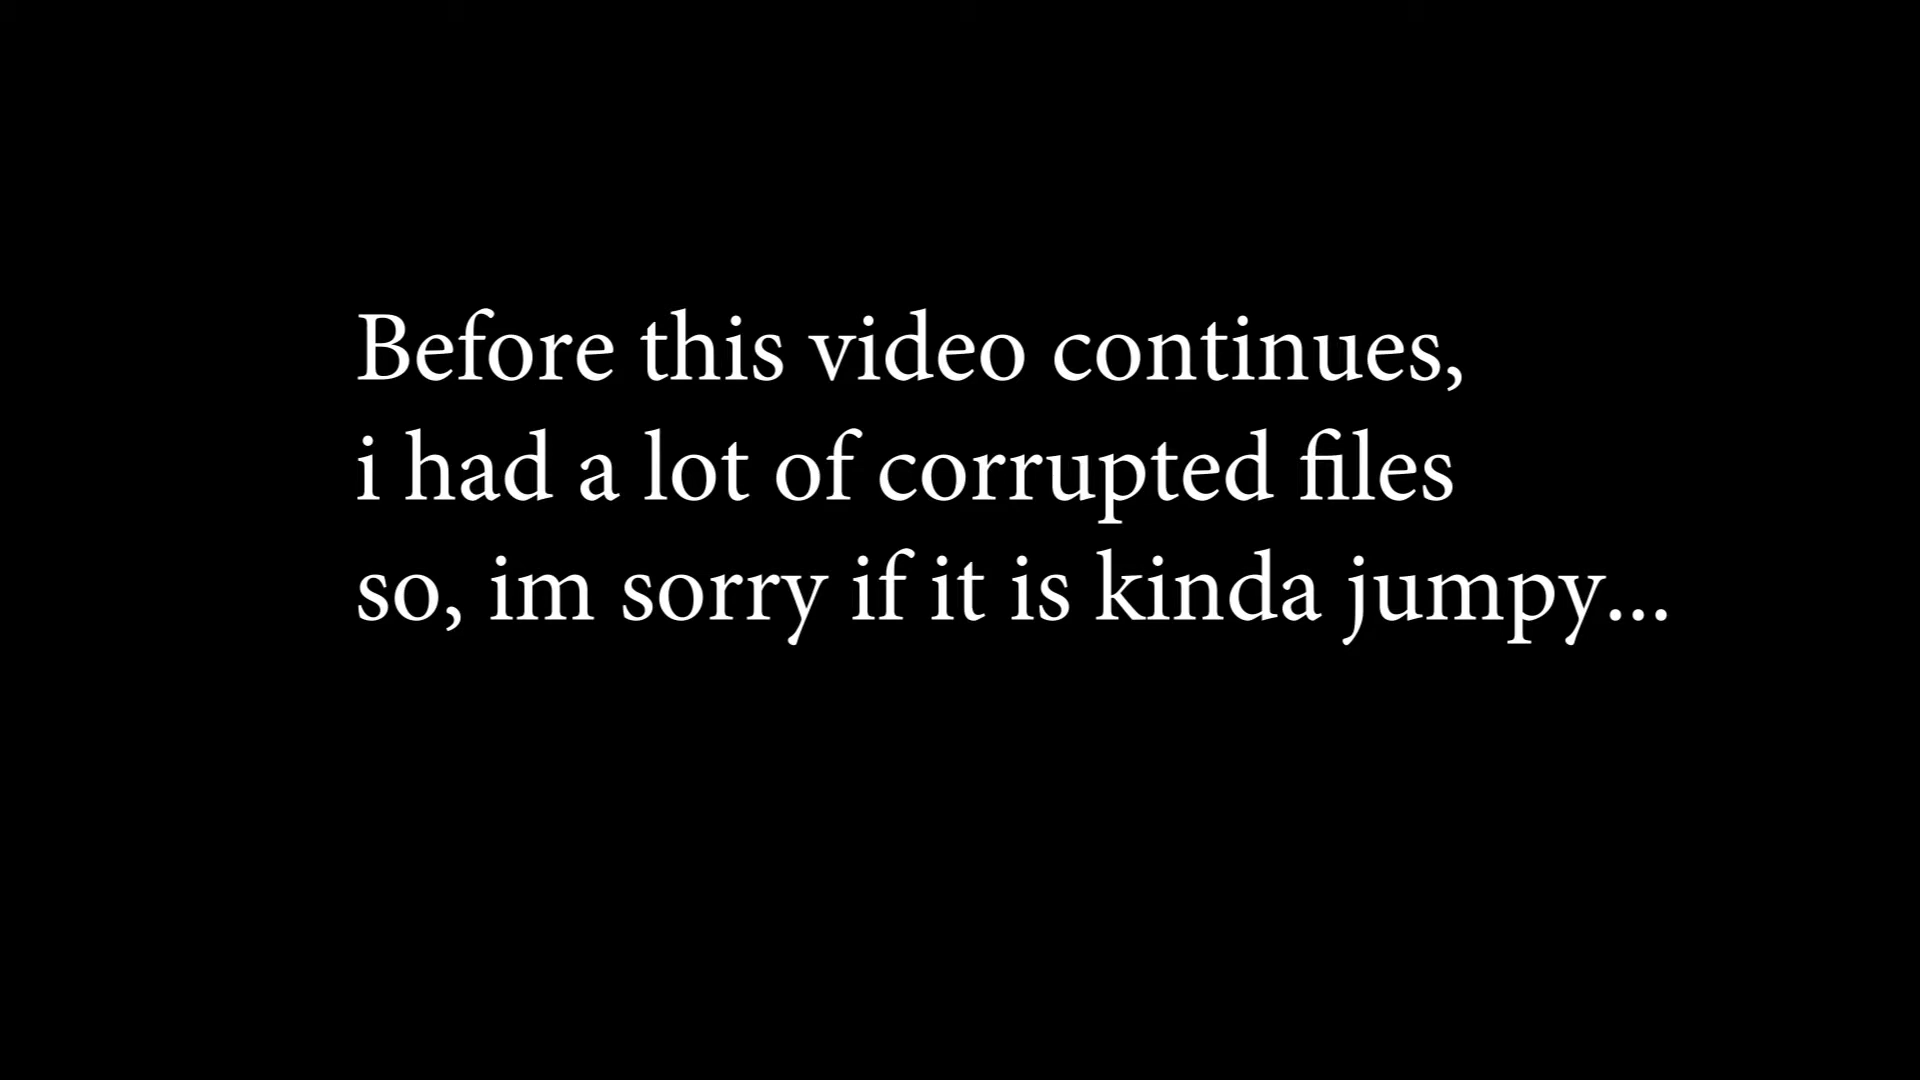 Before this video continues,
i had a lot of corrupted files
so, im sorry if it is kinda jumpy...